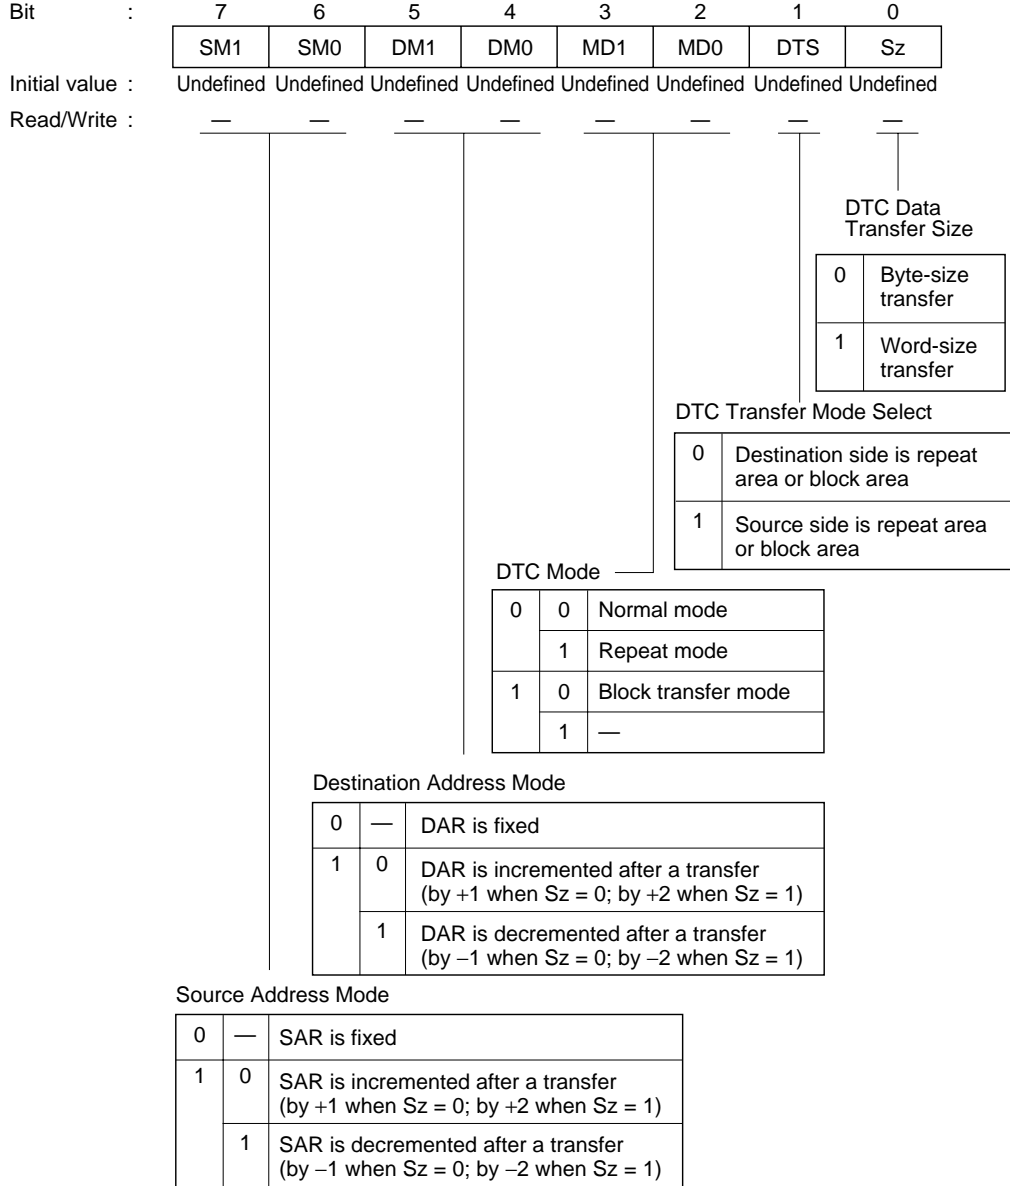 Bit : 7 6 5 4 3 2 1 0
SM1 SM0 DM1 DM0 MD1 MD0 DTS Sz
Initial value : Undefined Undefined Undefined Undefined Undefined Undefined Undefined Undefined
Read/Write : — — — — — — — —
DTC Data
Transfer Size
0 Byte-size
transfer
1 Word-size
transfer
DTC Transfer Mode Select
0 Destination side is repeat
area or block area
1 Source side is repeat area
or block area
DTC Mode
0 0 Normal mode
1 Repeat mode
1 0 Block transfer mode
1 —
Destination Address Mode
0 — DAR is fixed
1 0 DAR is incremented after a transfer
(by +1 when Sz = 0; by +2 when Sz = 1)
1 DAR is decremented after a transfer
(by −1 when Sz = 0; by −2 when Sz = 1)
Source Address Mode
0 — SAR is fixed
1 0 SAR is incremented after a transfer
(by +1 when Sz = 0; by +2 when Sz = 1)
1 SAR is decremented after a transfer
(by −1 when Sz = 0; by −2 when Sz = 1)